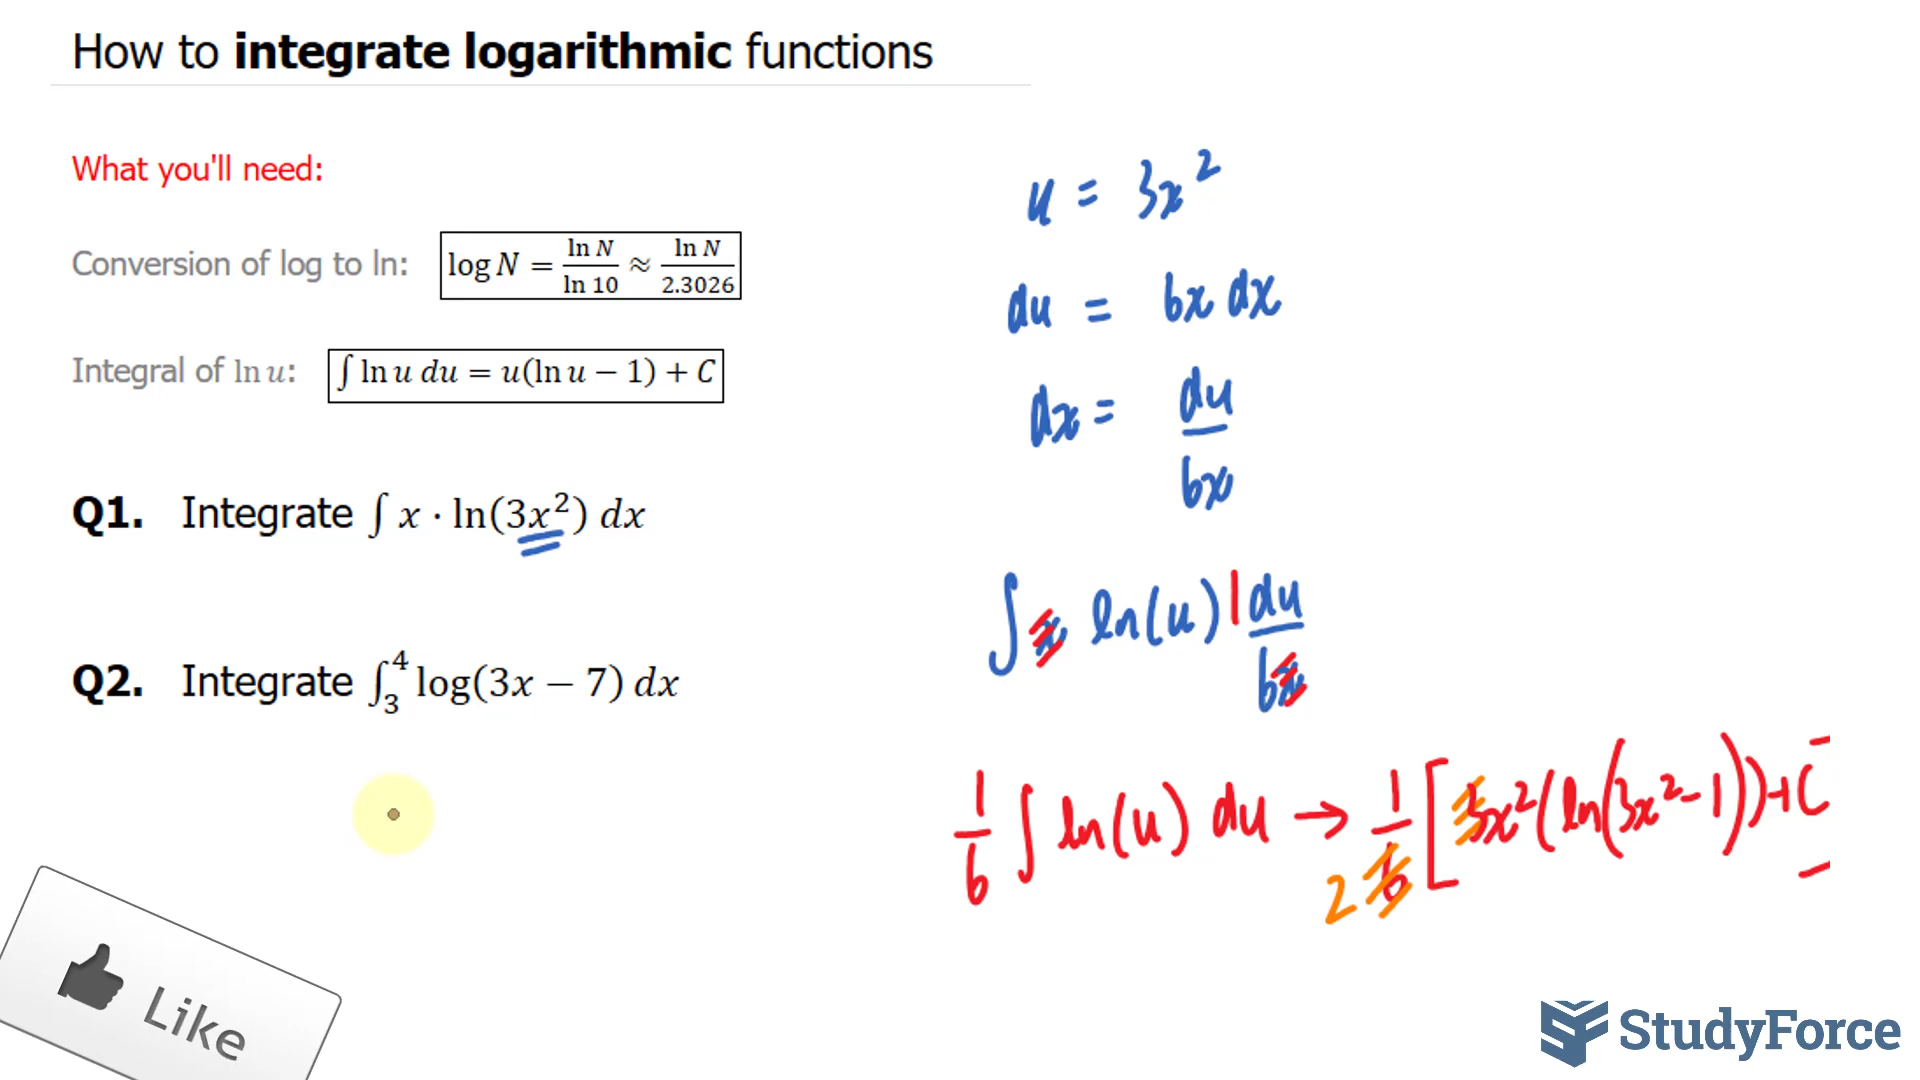 How to integrate logarithmic functions
What you'll need:
Conversion of log to ln: log N = ln N / ln 10 ≈ ln N / 2.3026
Integral of ln u: ∫ ln u du = u(ln u − 1) + C
Q1. Integrate ∫ x · ln(3x²) dx
Q2. Integrate ∫₃⁴ log(3x − 7) dx
u = 3x²
du = 6x dx
dx = du / 6x
∫ x ln(u) 1 du / 6x
1/6 ∫ ln(u) du → 1/6 [3x²(ln(3x²-1))+C]
2
Like
StudyForce